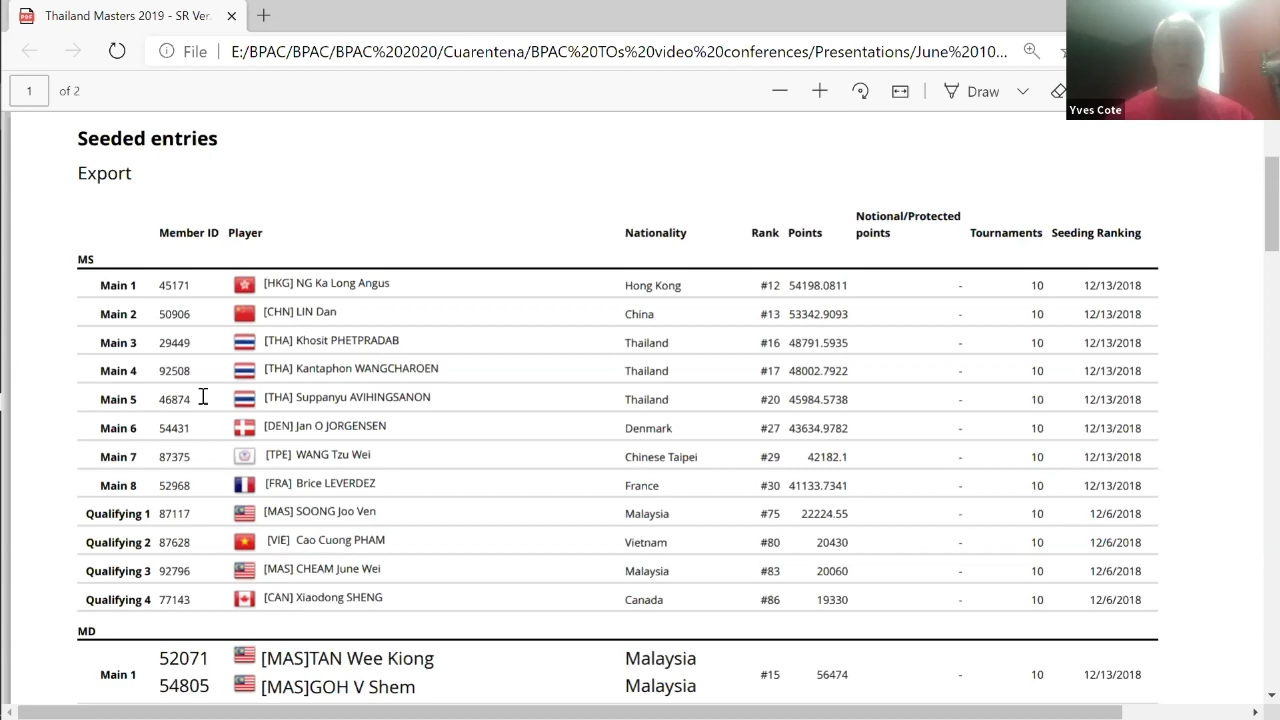 Thailand Masters 2019 - SR Ver
File E:/BPAC/BPAC/BPAC%202020/Cuarentena/BPAC%20TOs%20video%20conferences/Presentations/June%2010...
1 of 2 Draw
Yves Cote
Seeded entries
Export
Member ID Player Nationality Rank Points Notional/Protected points Tournaments Seeding Ranking
MS
Main 1 45171 [HKG] NG Ka Long Angus Hong Kong #12 54198.0811 - 10 12/13/2018
Main 2 50906 [CHN] LIN Dan China #13 53342.9093 - 10 12/13/2018
Main 3 29449 [THA] Khosit PHETPRADAB Thailand #16 48791.5935 - 10 12/13/2018
Main 4 92508 [THA] Kantaphon WANGCHAROEN Thailand #17 48002.7922 - 10 12/13/2018
Main 5 46874 [THA] Suppanyu AVIHINGSANON Thailand #20 45984.5738 - 10 12/13/2018
Main 6 54431 [DEN] Jan O JORGENSEN Denmark #27 43634.9782 - 10 12/13/2018
Main 7 87375 [TPE] WANG Tzu Wei Chinese Taipei #29 42182.1 - 10 12/13/2018
Main 8 52968 [FRA] Brice LEVERDEZ France #30 41133.7341 - 10 12/13/2018
Qualifying 1 87117 [MAS] SOONG Joo Ven Malaysia #75 22224.55 - 10 12/6/2018
Qualifying 2 87628 [VIE] Cao Cuong PHAM Vietnam #80 20430 - 10 12/6/2018
Qualifying 3 92796 [MAS] CHEAM June Wei Malaysia #83 20060 - 10 12/6/2018
Qualifying 4 77143 [CAN] Xiaodong SHENG Canada #86 19330 - 10 12/6/2018
MD
Main 1 52071 [MAS]TAN Wee Kiong Malaysia #15 56474 - 10 12/13/2018
54805 [MAS]GOH V Shem Malaysia